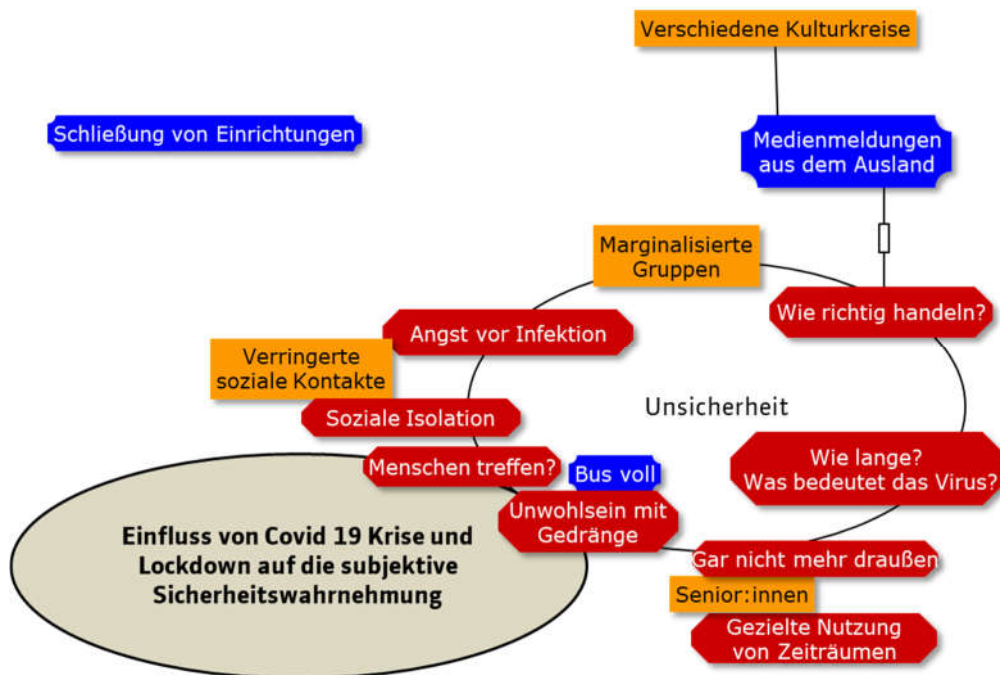 Verschiedene Kulturkreise
Schließung von Einrichtungen
Medienmeldungen
aus dem Ausland
Marginalisierte
Gruppen
Wie richtig handeln?
Angst vor Infektion
Verringerte
soziale Kontakte
Soziale Isolation
Unsicherheit
Menschen treffen?
Bus voll
Wie lange?
Was bedeutet das Virus?
Unwohlsein mit
Gedränge
Einfluss von Covid 19 Krise und
Lockdown auf die subjektive
Sicherheitswahrnehmung
Gar nicht mehr draußen
Senior:innen
Gezielte Nutzung
von Zeiträumen